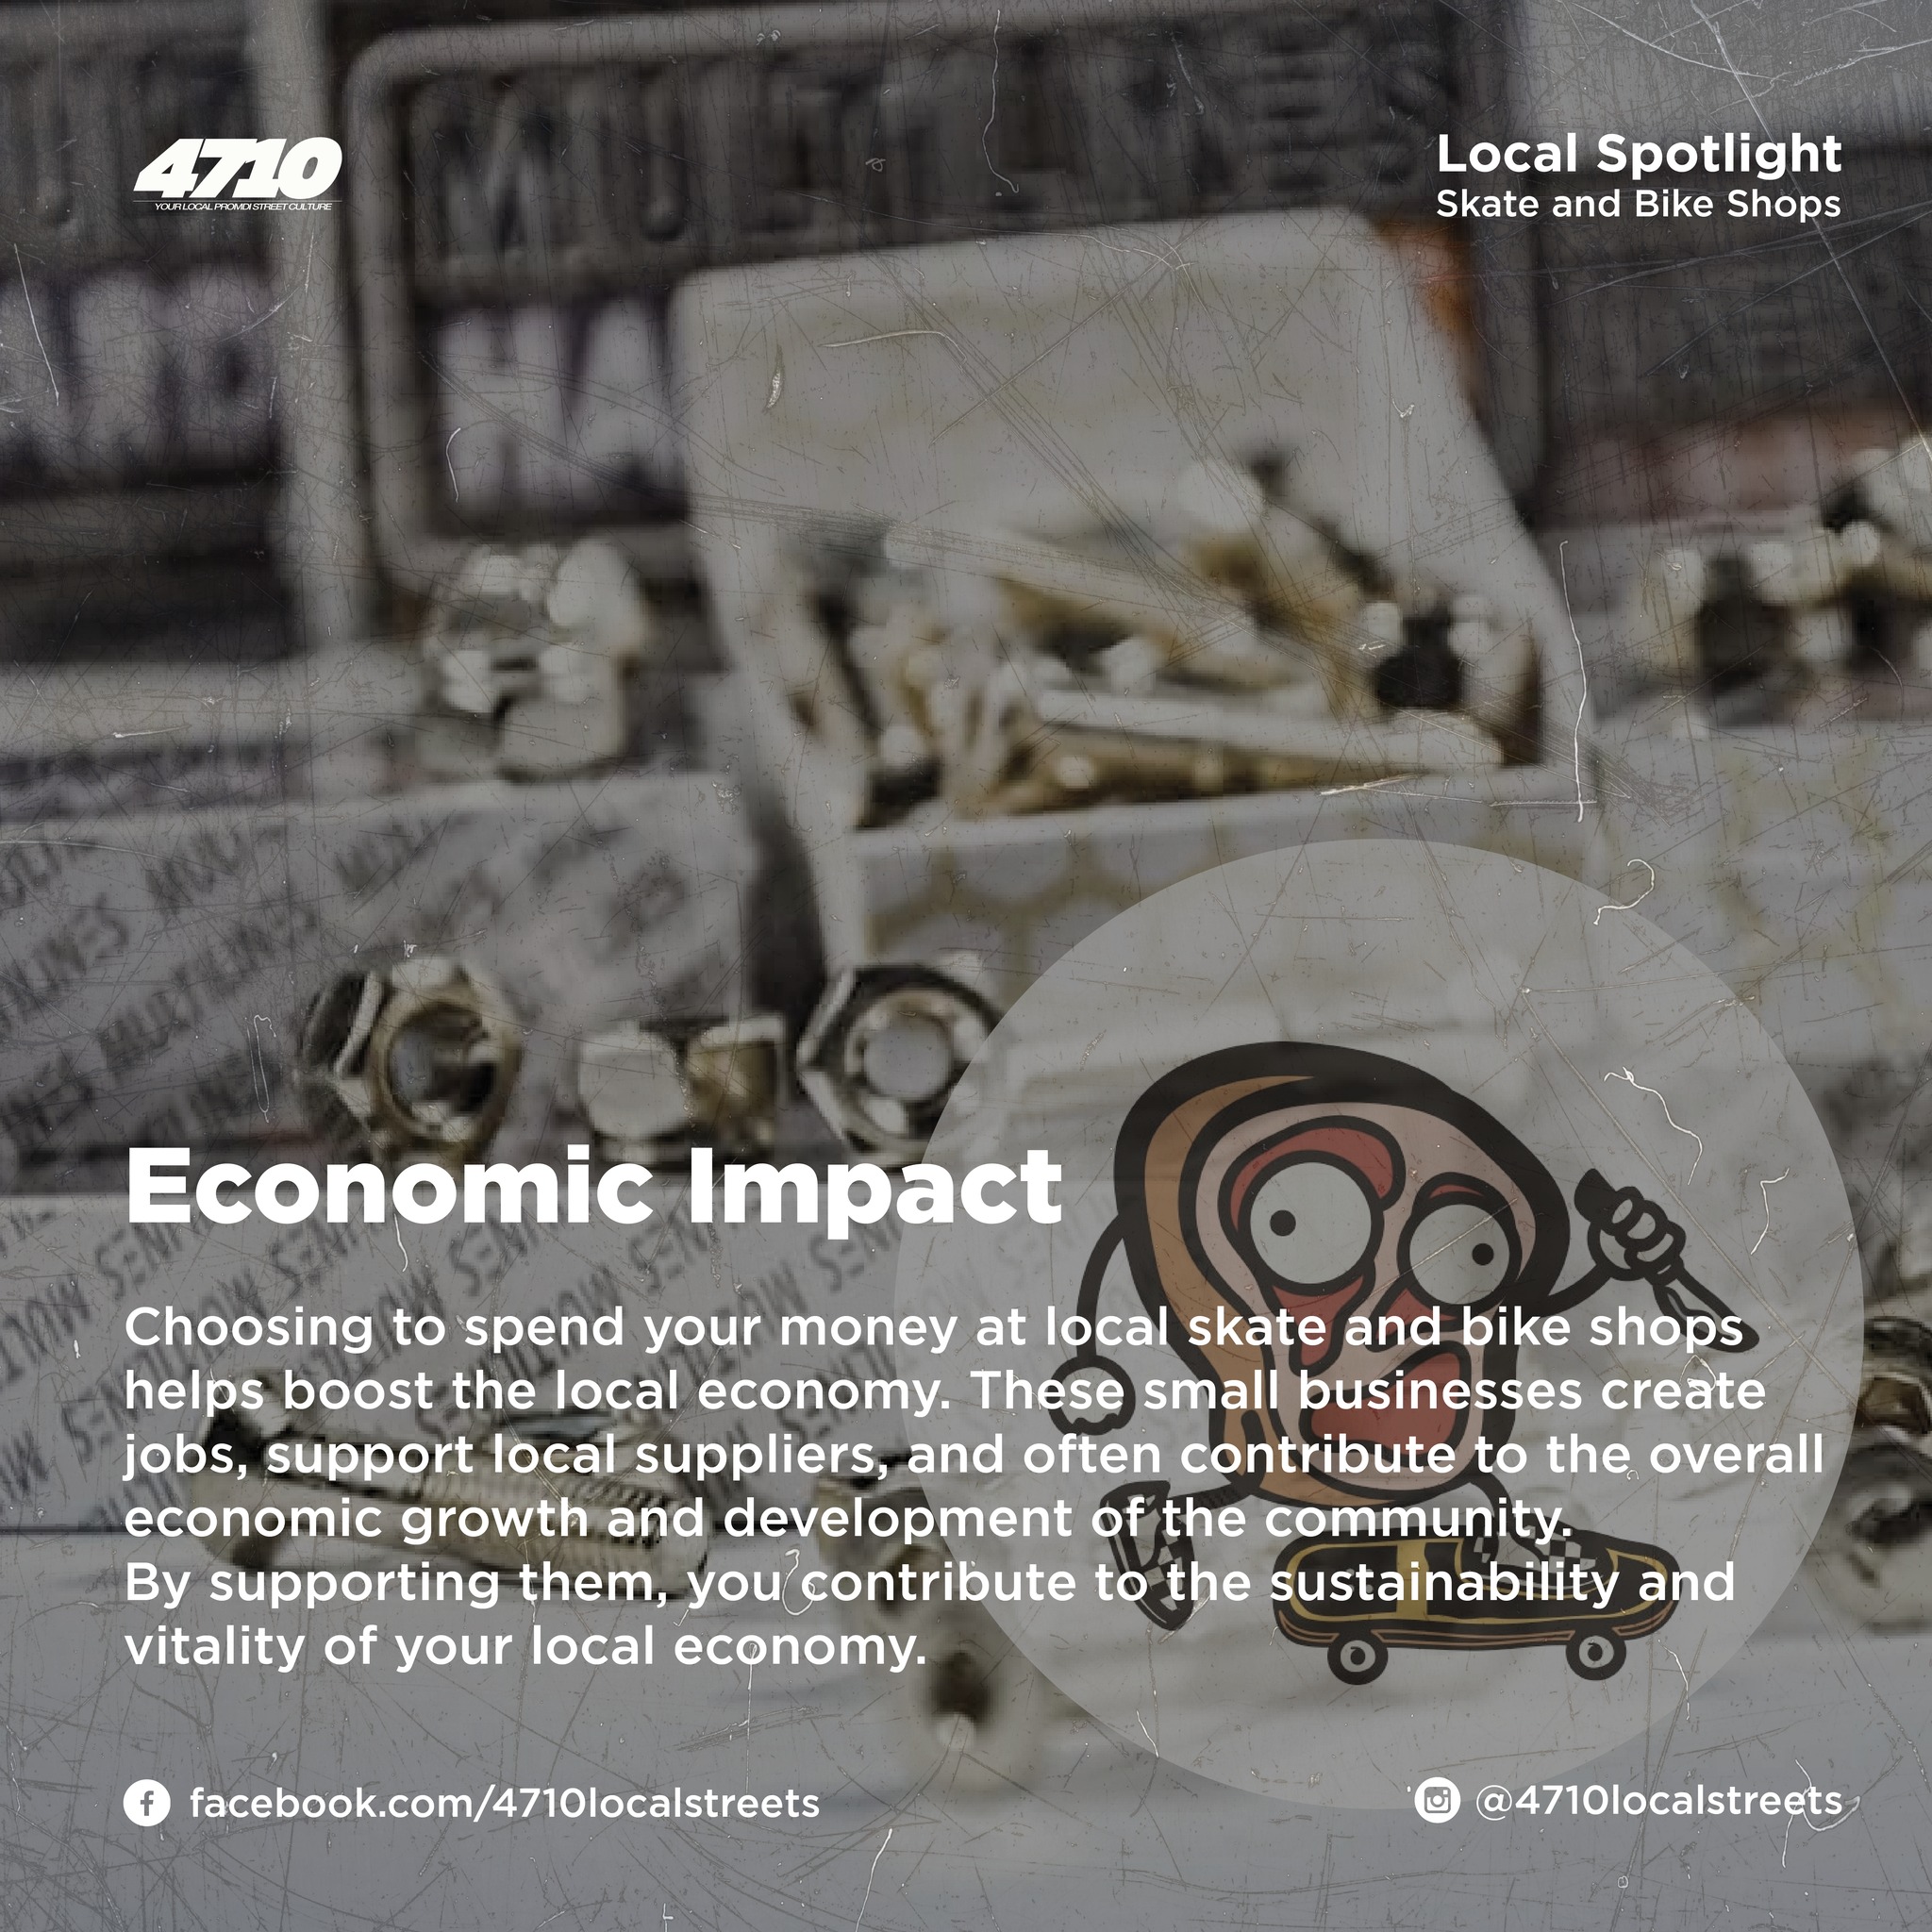 4710
YOUR LOCAL PROMDI STREET CULTURE
Local Spotlight
Skate and Bike Shops
MULTLINES
HA
MULTLINES
Economic Impact
Choosing to spend your money at local skate and bike shops
helps boost the local economy. These small businesses create
jobs, support local suppliers, and often contribute to the overall
economic growth and development of the community.
By supporting them, you contribute to the sustainability and
vitality of your local economy.
facebook.com/4710localstreets
@4710localstreets